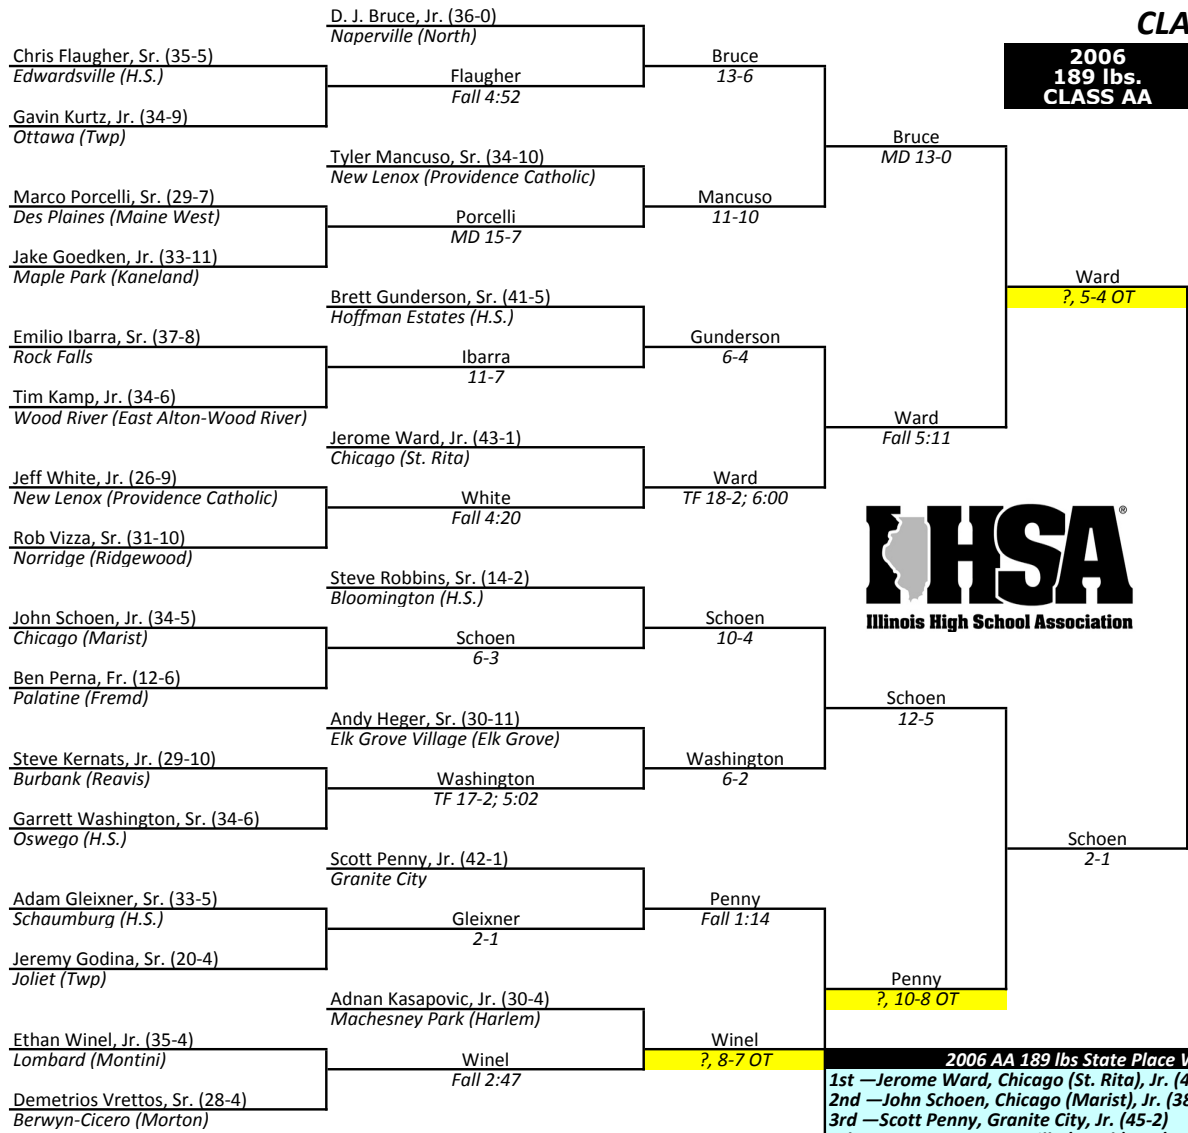 D. J. Bruce, Jr. (36-0)
Naperville (North)
CLA
2006
189 lbs.
CLASS AA
Chris Flaugher, Sr. (35-5)
Edwardsville (H.S.)
Flaugher
Fall 4:52
Bruce
13-6
Gavin Kurtz, Jr. (34-9)
Ottawa (Twp)
Bruce
MD 13-0
Tyler Mancuso, Sr. (34-10)
New Lenox (Providence Catholic)
Marco Porcelli, Sr. (29-7)
Des Plaines (Maine West)
Porcelli
MD 15-7
Mancuso
11-10
Jake Goedken, Jr. (33-11)
Maple Park (Kaneland)
Ward
?, 5-4 OT
Brett Gunderson, Sr. (41-5)
Hoffman Estates (H.S.)
Emilio Ibarra, Sr. (37-8)
Rock Falls
Ibarra
11-7
Gunderson
6-4
Tim Kamp, Jr. (34-6)
Wood River (East Alton-Wood River)
Ward
Fall 5:11
Jerome Ward, Jr. (43-1)
Chicago (St. Rita)
Jeff White, Jr. (26-9)
New Lenox (Providence Catholic)
White
Fall 4:20
Ward
TF 18-2; 6:00
Rob Vizza, Sr. (31-10)
Norridge (Ridgewood)
IHSA®
Illinois High School Association
Steve Robbins, Sr. (14-2)
Bloomington (H.S.)
John Schoen, Jr. (34-5)
Chicago (Marist)
Schoen
6-3
Schoen
10-4
Ben Perna, Fr. (12-6)
Palatine (Fremd)
Schoen
12-5
Andy Heger, Sr. (30-11)
Elk Grove Village (Elk Grove)
Steve Kernats, Jr. (29-10)
Burbank (Reavis)
Washington
TF 17-2; 5:02
Washington
6-2
Garrett Washington, Sr. (34-6)
Oswego (H.S.)
Schoen
2-1
Scott Penny, Jr. (42-1)
Granite City
Adam Gleixner, Sr. (33-5)
Schaumburg (H.S.)
Gleixner
2-1
Penny
Fall 1:14
Jeremy Godina, Sr. (20-4)
Joliet (Twp)
Penny
?, 10-8 OT
Adnan Kasapovic, Jr. (30-4)
Machesney Park (Harlem)
Ethan Winel, Jr. (35-4)
Lombard (Montini)
Winel
Fall 2:47
Winel
?, 8-7 OT
Demetrios Vrettos, Sr. (28-4)
Berwyn-Cicero (Morton)
2006 AA 189 lbs State Place W
1st —Jerome Ward, Chicago (St. Rita), Jr. (4
2nd —John Schoen, Chicago (Marist), Jr. (38
3rd —Scott Penny, Granite City, Jr. (45-2)